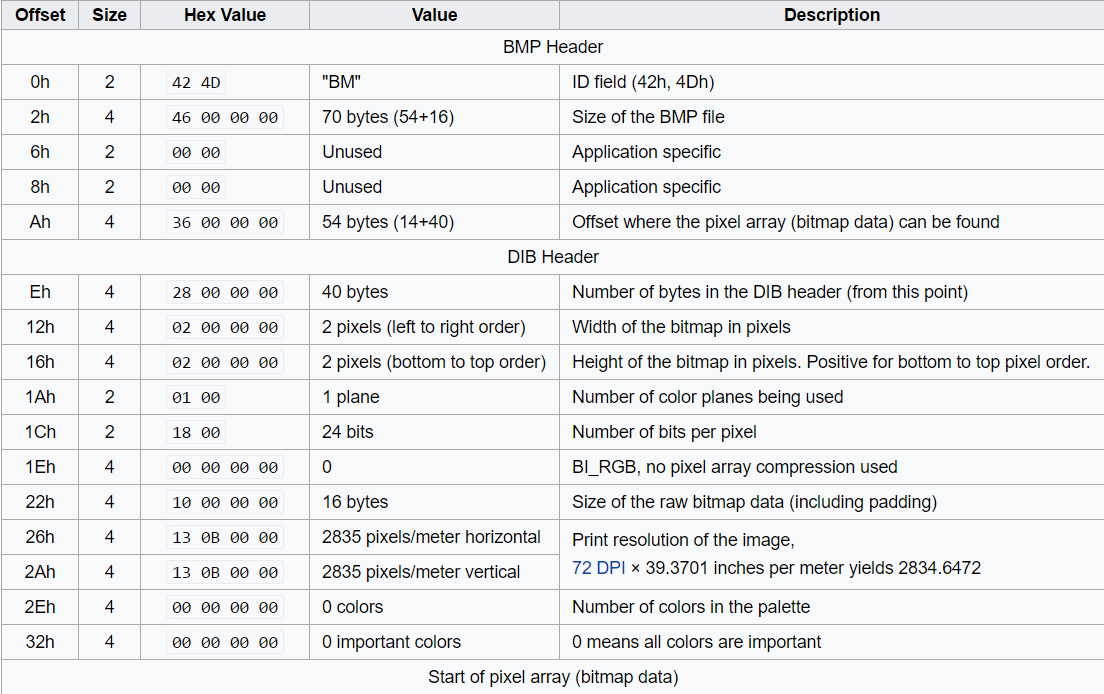 Offset Size Hex Value Value Description
BMP Header
0h 2 42 4D "BM" ID field (42h, 4Dh)
2h 4 46 00 00 00 70 bytes (54+16) Size of the BMP file
6h 2 00 00 Unused Application specific
8h 2 00 00 Unused Application specific
Ah 4 36 00 00 00 54 bytes (14+40) Offset where the pixel array (bitmap data) can be found
DIB Header
Eh 4 28 00 00 00 40 bytes Number of bytes in the DIB header (from this point)
12h 4 02 00 00 00 2 pixels (left to right order) Width of the bitmap in pixels
16h 4 02 00 00 00 2 pixels (bottom to top order) Height of the bitmap in pixels. Positive for bottom to top pixel order.
1Ah 2 01 00 1 plane Number of color planes being used
1Ch 2 18 00 24 bits Number of bits per pixel
1Eh 4 00 00 00 00 0 BI_RGB, no pixel array compression used
22h 4 10 00 00 00 16 bytes Size of the raw bitmap data (including padding)
26h 4 13 0B 00 00 2835 pixels/meter horizontal Print resolution of the image,
2Ah 4 13 0B 00 00 2835 pixels/meter vertical 72 DPI × 39.3701 inches per meter yields 2834.6472
2Eh 4 00 00 00 00 0 colors Number of colors in the palette
32h 4 00 00 00 00 0 important colors 0 means all colors are important
Start of pixel array (bitmap data)